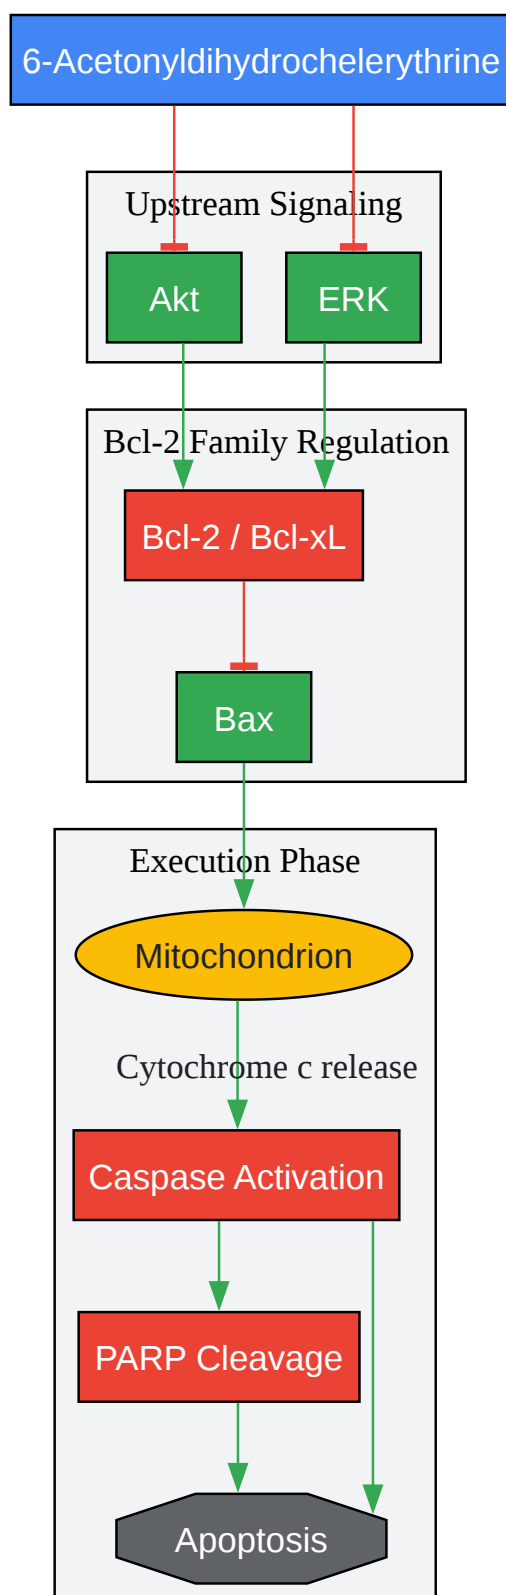 6-Acetonyldihydrochelerythrine
Upstream Signaling
Akt
ERK
Bcl-2 Family Regulation
Bcl-2 / Bcl-xL
Bax
Execution Phase
Mitochondrion
Cytochrome c release
Caspase Activation
PARP Cleavage
Apoptosis